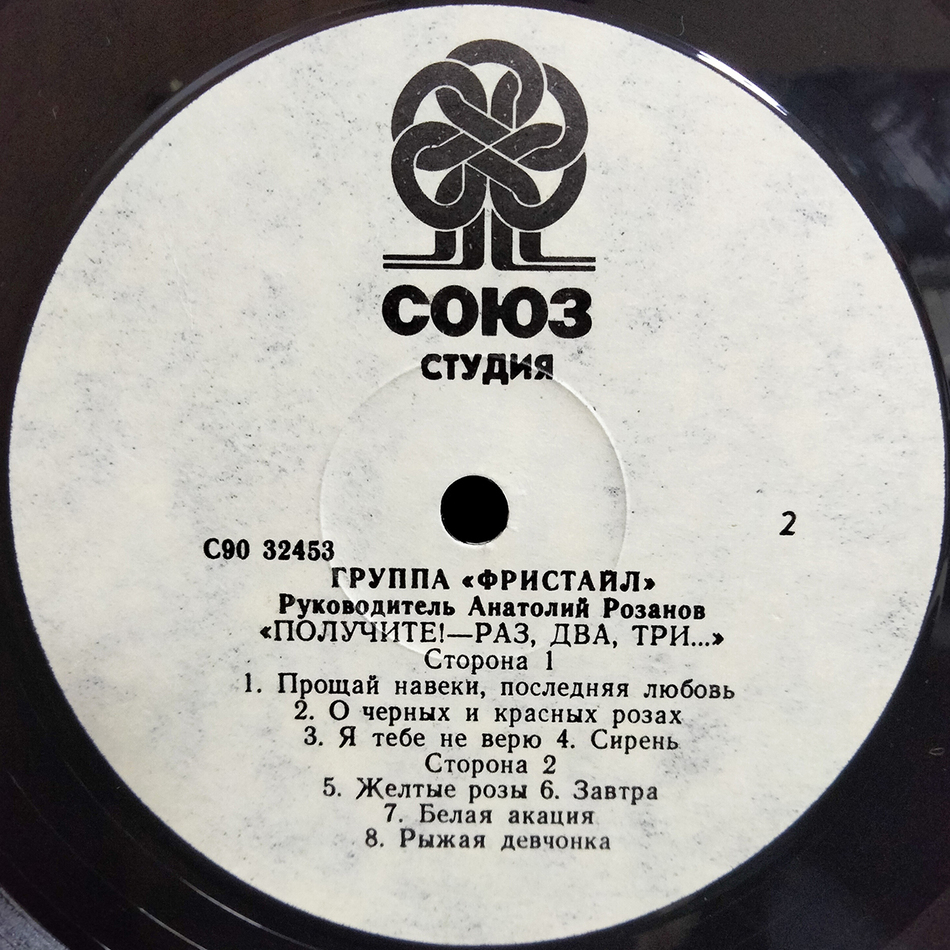 СОЮЗ
СТУДИЯ
2
С90 32453
ГРУППА «ФРИСТАЙЛ»
Руководитель Анатолий Розанов
«ПОЛУЧИТЕ!—РАЗ, ДВА, ТРИ...»
Сторона 1
1. Прощай навеки, последняя любовь
2. О черных и красных розах
3. Я тебе не верю 4. Сирень
Сторона 2
5. Желтые розы 6. Завтра
7. Белая акация
8. Рыжая девчонка